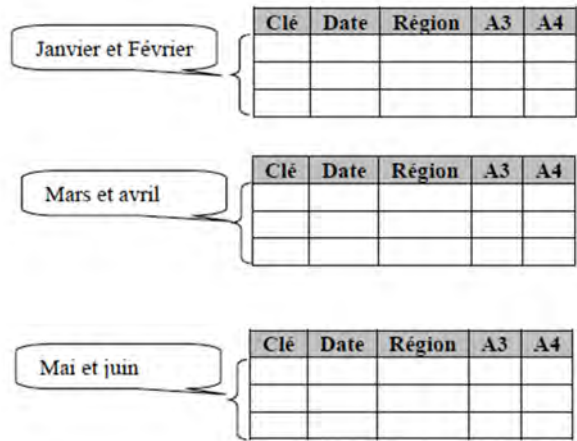 Clé Date Région A3 A4
Janvier et Février
Clé Date Région A3 A4
Mars et avril
Clé Date Région A3 A4
Mai et juin